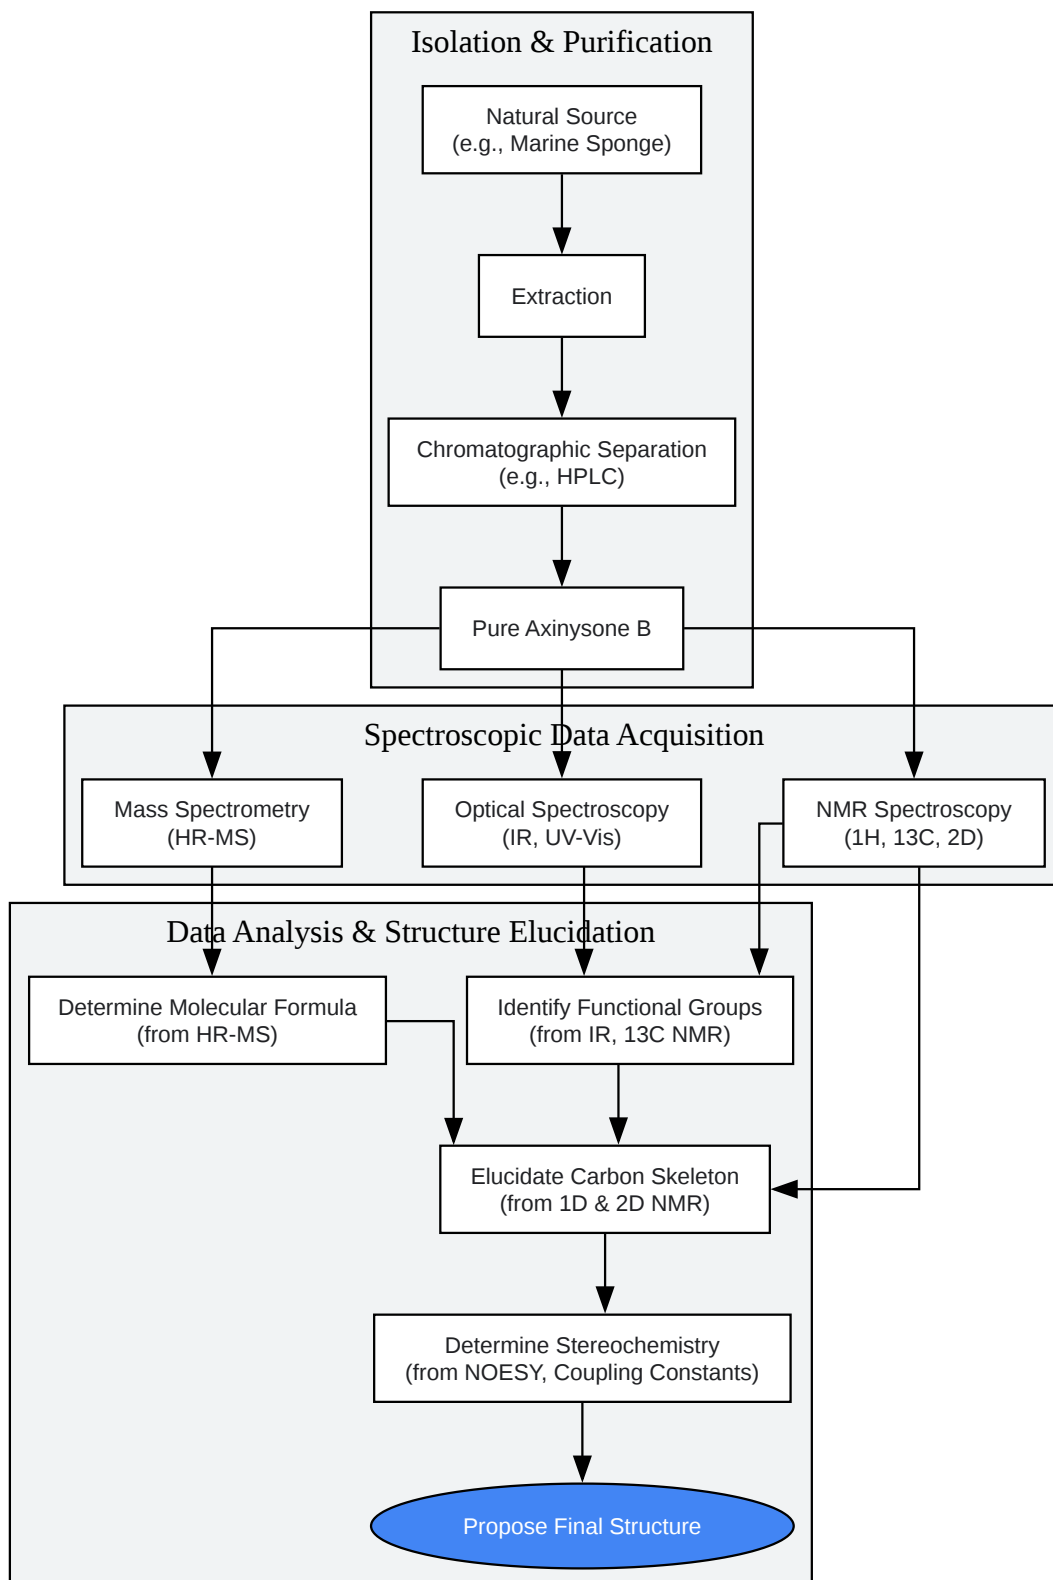 Isolation & Purification
Natural Source
(e.g., Marine Sponge)
Extraction
Chromatographic Separation
(e.g., HPLC)
Pure Axinysone B
Spectroscopic Data Acquisition
Mass Spectrometry
(HR-MS)
Optical Spectroscopy
(IR, UV-Vis)
NMR Spectroscopy
(1H, 13C, 2D)
Data Analysis & Structure Elucidation
Determine Molecular Formula
(from HR-MS)
Identify Functional Groups
(from IR, 13C NMR)
Elucidate Carbon Skeleton
(from 1D & 2D NMR)
Determine Stereochemistry
(from NOESY, Coupling Constants)
Propose Final Structure